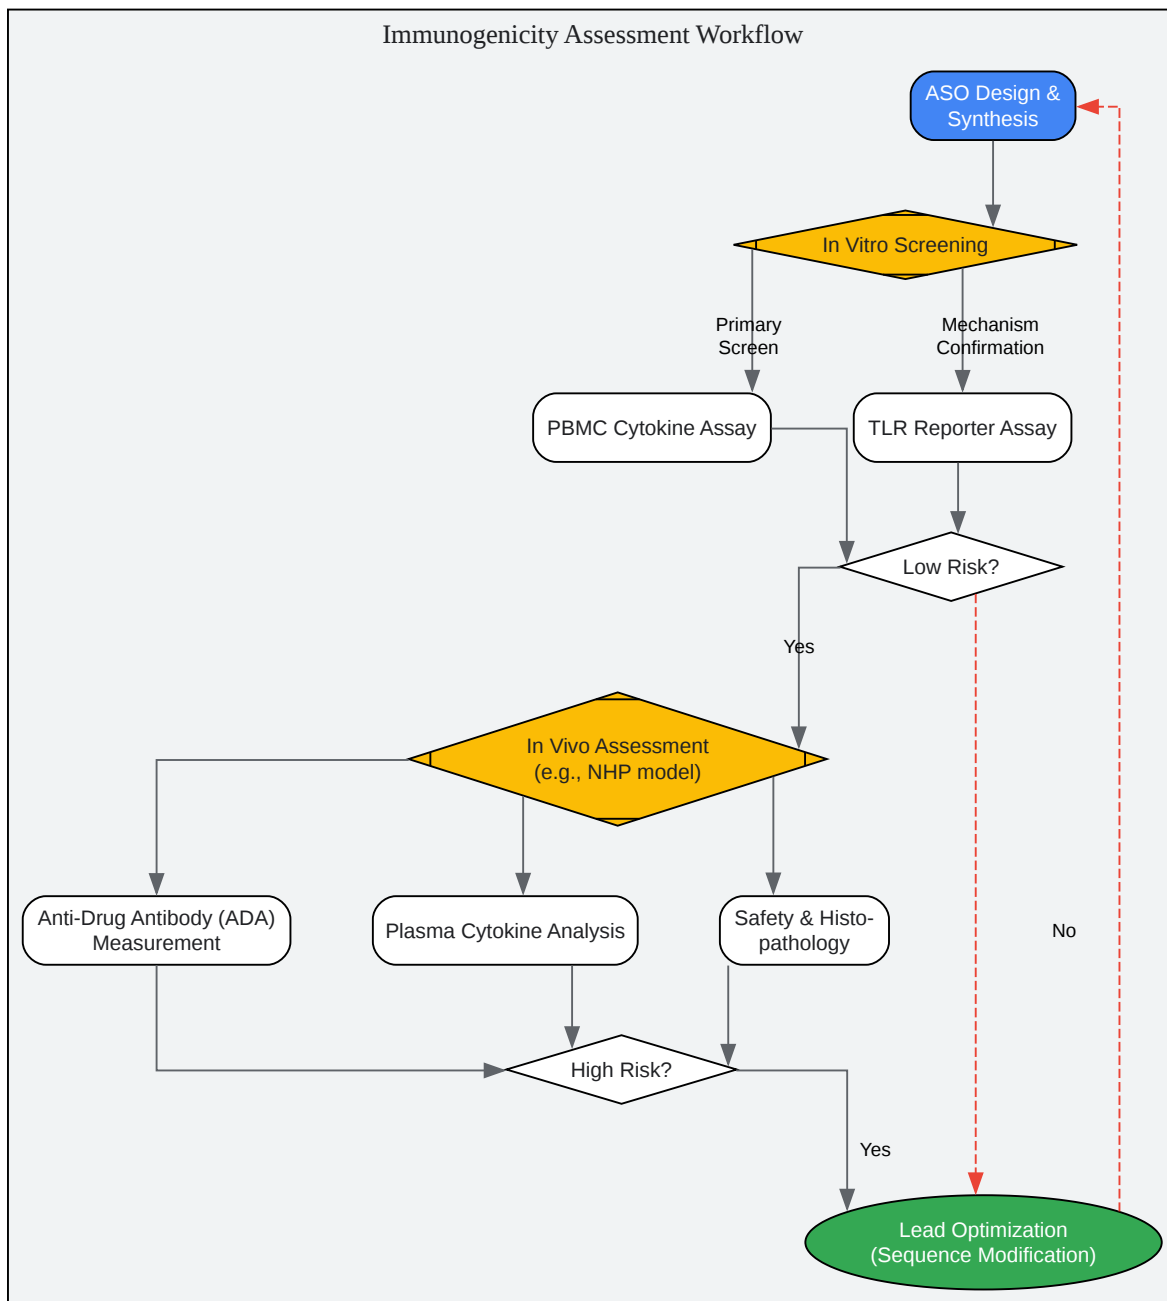 Immunogenicity Assessment Workflow
ASO Design &
Synthesis
In Vitro Screening
Primary
Screen
Mechanism
Confirmation
PBMC Cytokine Assay
TLR Reporter Assay
Low Risk?
Yes
In Vivo Assessment
(e.g., NHP model)
Anti-Drug Antibody (ADA)
Measurement
Plasma Cytokine Analysis
Safety & Histo-
pathology
No
High Risk?
Yes
Lead Optimization
(Sequence Modification)